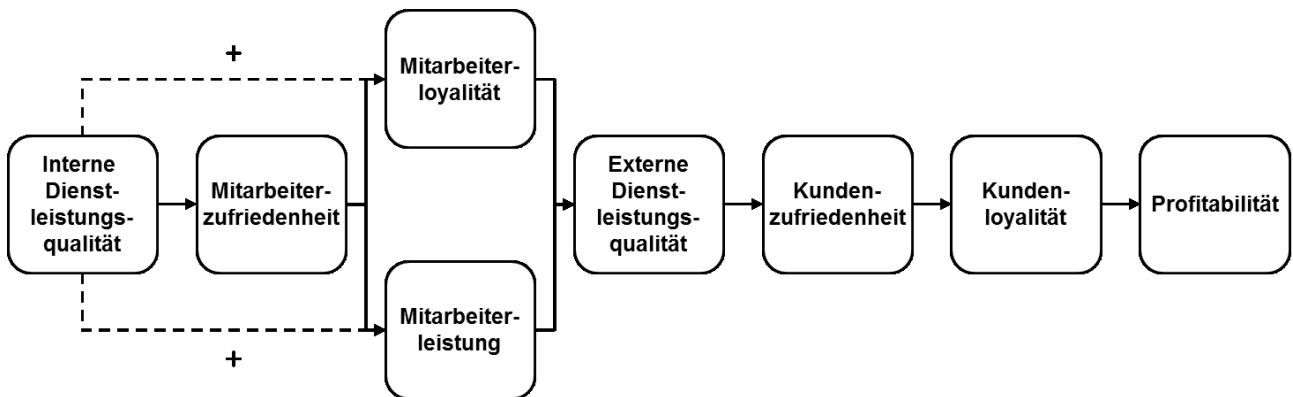 +
Mitarbeiter-
loyalität
Interne
Dienst-
leistungs-
qualität
Mitarbeiter-
zufriedenheit
Externe
Dienst-
leistungs-
qualität
Kunden-
zufriedenheit
Kunden-
loyalität
Profitabilität
Mitarbeiter-
leistung
+